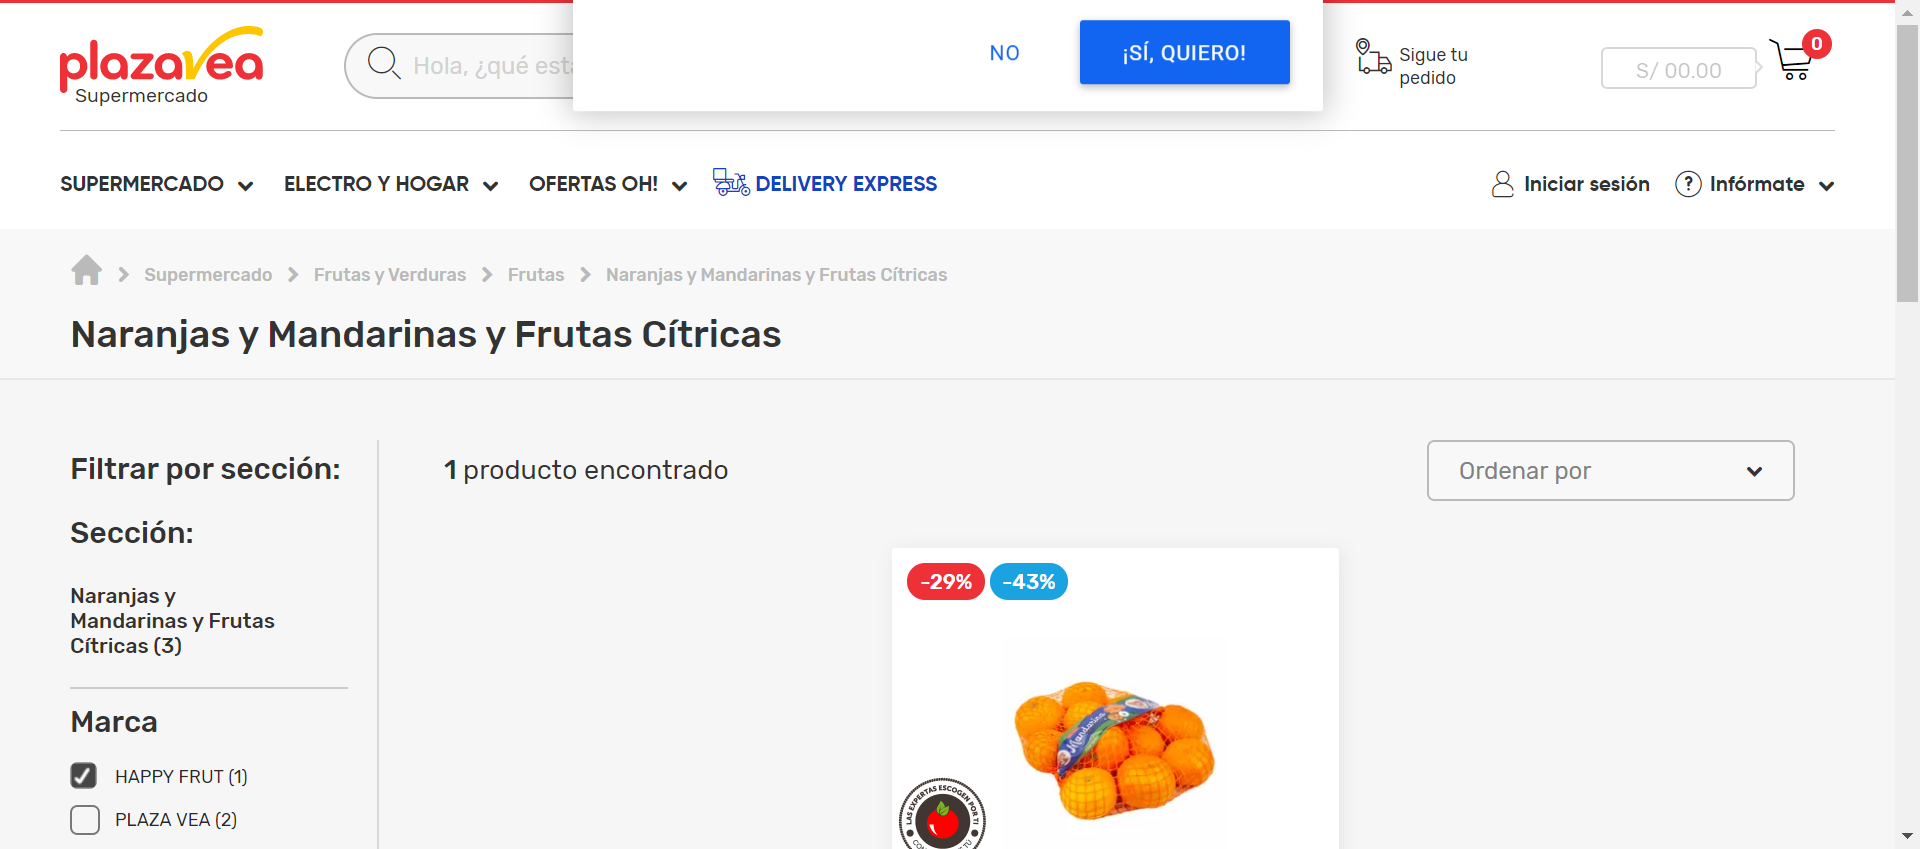 plazavea
Supermercado
Hola, ¿qué est
NO
¡SÍ, QUIERO!
Sigue tu
pedido
S/ 00.00
0
SUPERMERCADO
ELECTRO Y HOGAR
OFERTAS OH!
DELIVERY EXPRESS
Iniciar sesión
? Infórmate
Supermercado
Frutas y Verduras
Frutas
Naranjas y Mandarinas y Frutas Cítricas
Naranjas y Mandarinas y Frutas Cítricas
Filtrar por sección:
Sección:
Naranjas y
Mandarinas y Frutas
Cítricas (3)
Marca
HAPPY FRUT (1)
PLAZA VEA (2)
1 producto encontrado
Ordenar por
-29%
-43%
Mandarina
LAS EXPERTAS ESCOGEN POR TI